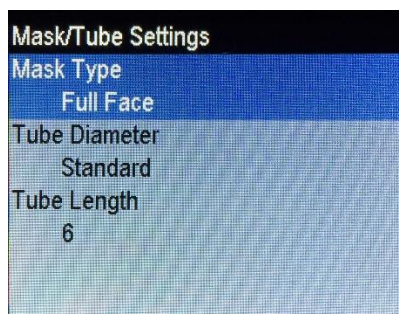 Mask/Tube Settings
Mask Type
Full Face
Tube Diameter
Standard
Tube Length
6